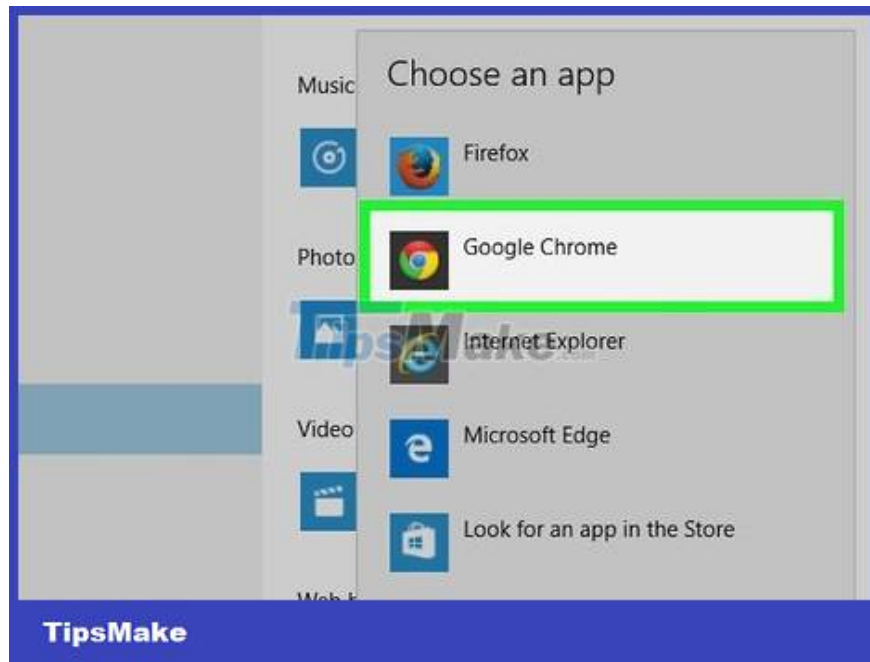 Choose an app
Music
Firefox
Google Chrome
Photo
TipsMake
Internet Explorer
Video
Microsoft Edge
Look for an app in the Store
TipsMake